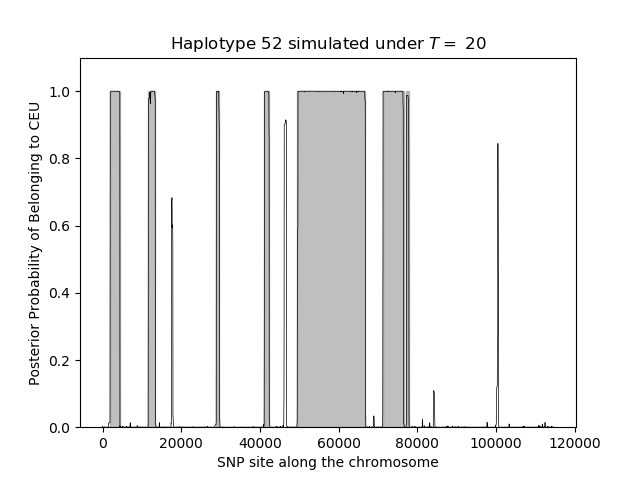 Haplotype 52 simulated under T = 20
Posterior Probability of Belonging to CEU
1.0
0.8
0.6
0.4
0.2
0.0
0 20000 40000 60000 80000 100000 120000
SNP site along the chromosome